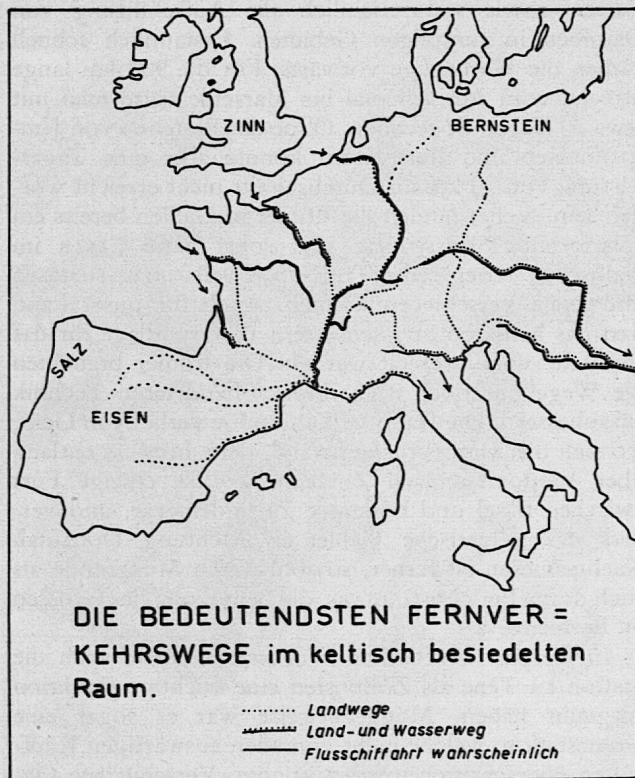 ZINN
BERNSTEIN
SALZ
EISEN
DIE BEDEUTENDSTEN FERNVER=
KEHRSWEGE im keltisch besiedelten
Raum.
Landwege
Land- und Wasserweg
Flusschiffahrt wahrscheinlich